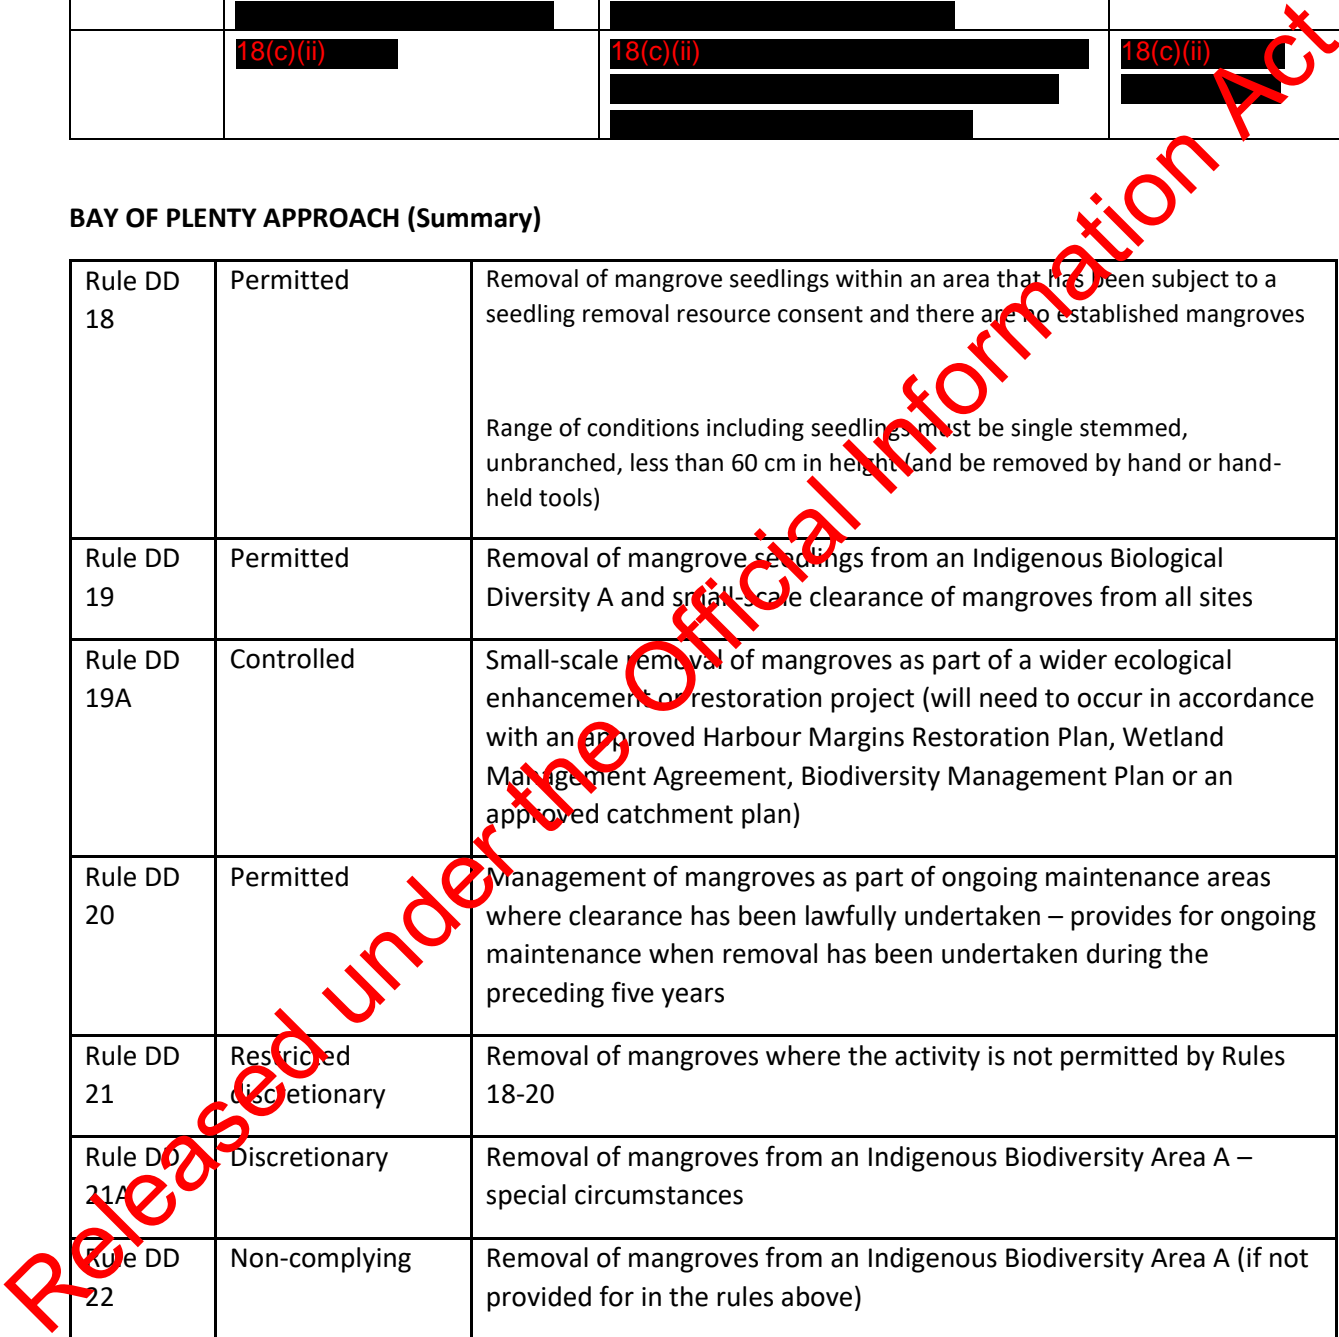 18(c)(ii)
18(c)(ii)
18(c)(ii)
BAY OF PLENTY APPROACH (Summary)
Rule DD
18
Permitted
Removal of mangrove seedlings within an area that has been subject to a
seedling removal resource consent and there are no established mangroves
Range of conditions including seedlings must be single stemmed,
unbranched, less than 60 cm in height (and be removed by hand or hand-
held tools)
Rule DD
19
Permitted
Removal of mangrove seedlings from an Indigenous Biological
Diversity A and small-scale clearance of mangroves from all sites
Rule DD
19A
Controlled
Small-scale removal of mangroves as part of a wider ecological
enhancement or restoration project (will need to occur in accordance
with an approved Harbour Margins Restoration Plan, Wetland
Management Agreement, Biodiversity Management Plan or an
approved catchment plan)
Rule DD
20
Permitted
Management of mangroves as part of ongoing maintenance areas
where clearance has been lawfully undertaken – provides for ongoing
maintenance when removal has been undertaken during the
preceding five years
Rule DD
21
Restricted
discretionary
Removal of mangroves where the activity is not permitted by Rules
18-20
Rule DD
21A
Discretionary
Removal of mangroves from an Indigenous Biodiversity Area A –
special circumstances
Rule DD
22
Non-complying
Removal of mangroves from an Indigenous Biodiversity Area A (if not
provided for in the rules above)
Released under the Official Information Act